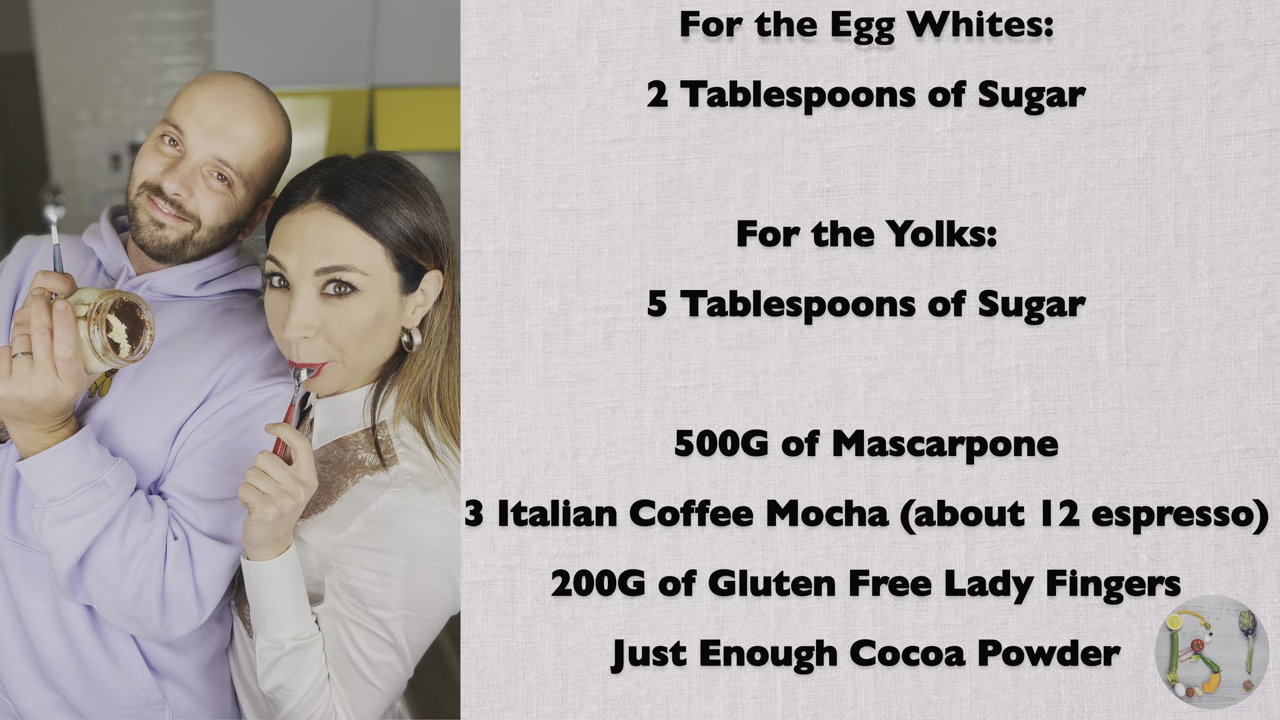 For the Egg Whites:
2 Tablespoons of Sugar
For the Yolks:
5 Tablespoons of Sugar
500G of Mascarpone
3 Italian Coffee Mocha (about 12 espresso)
200G of Gluten Free Lady Fingers
Just Enough Cocoa Powder